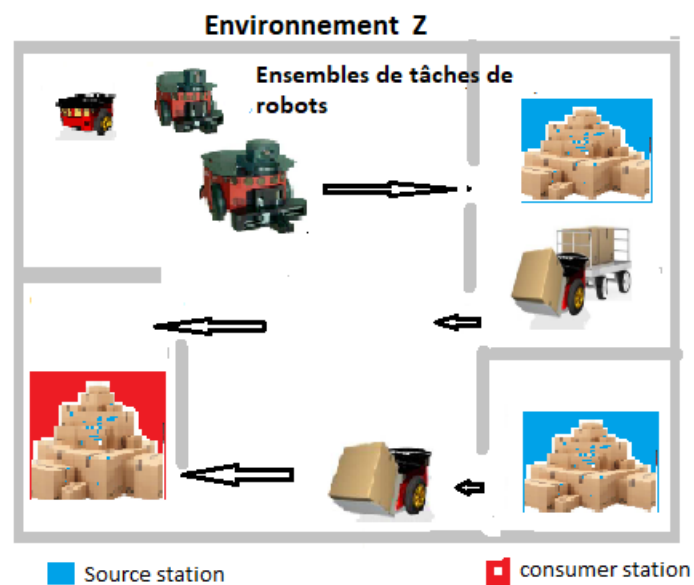 Environnement Z
Ensembles de tâches de
robots
Source station
consumer station